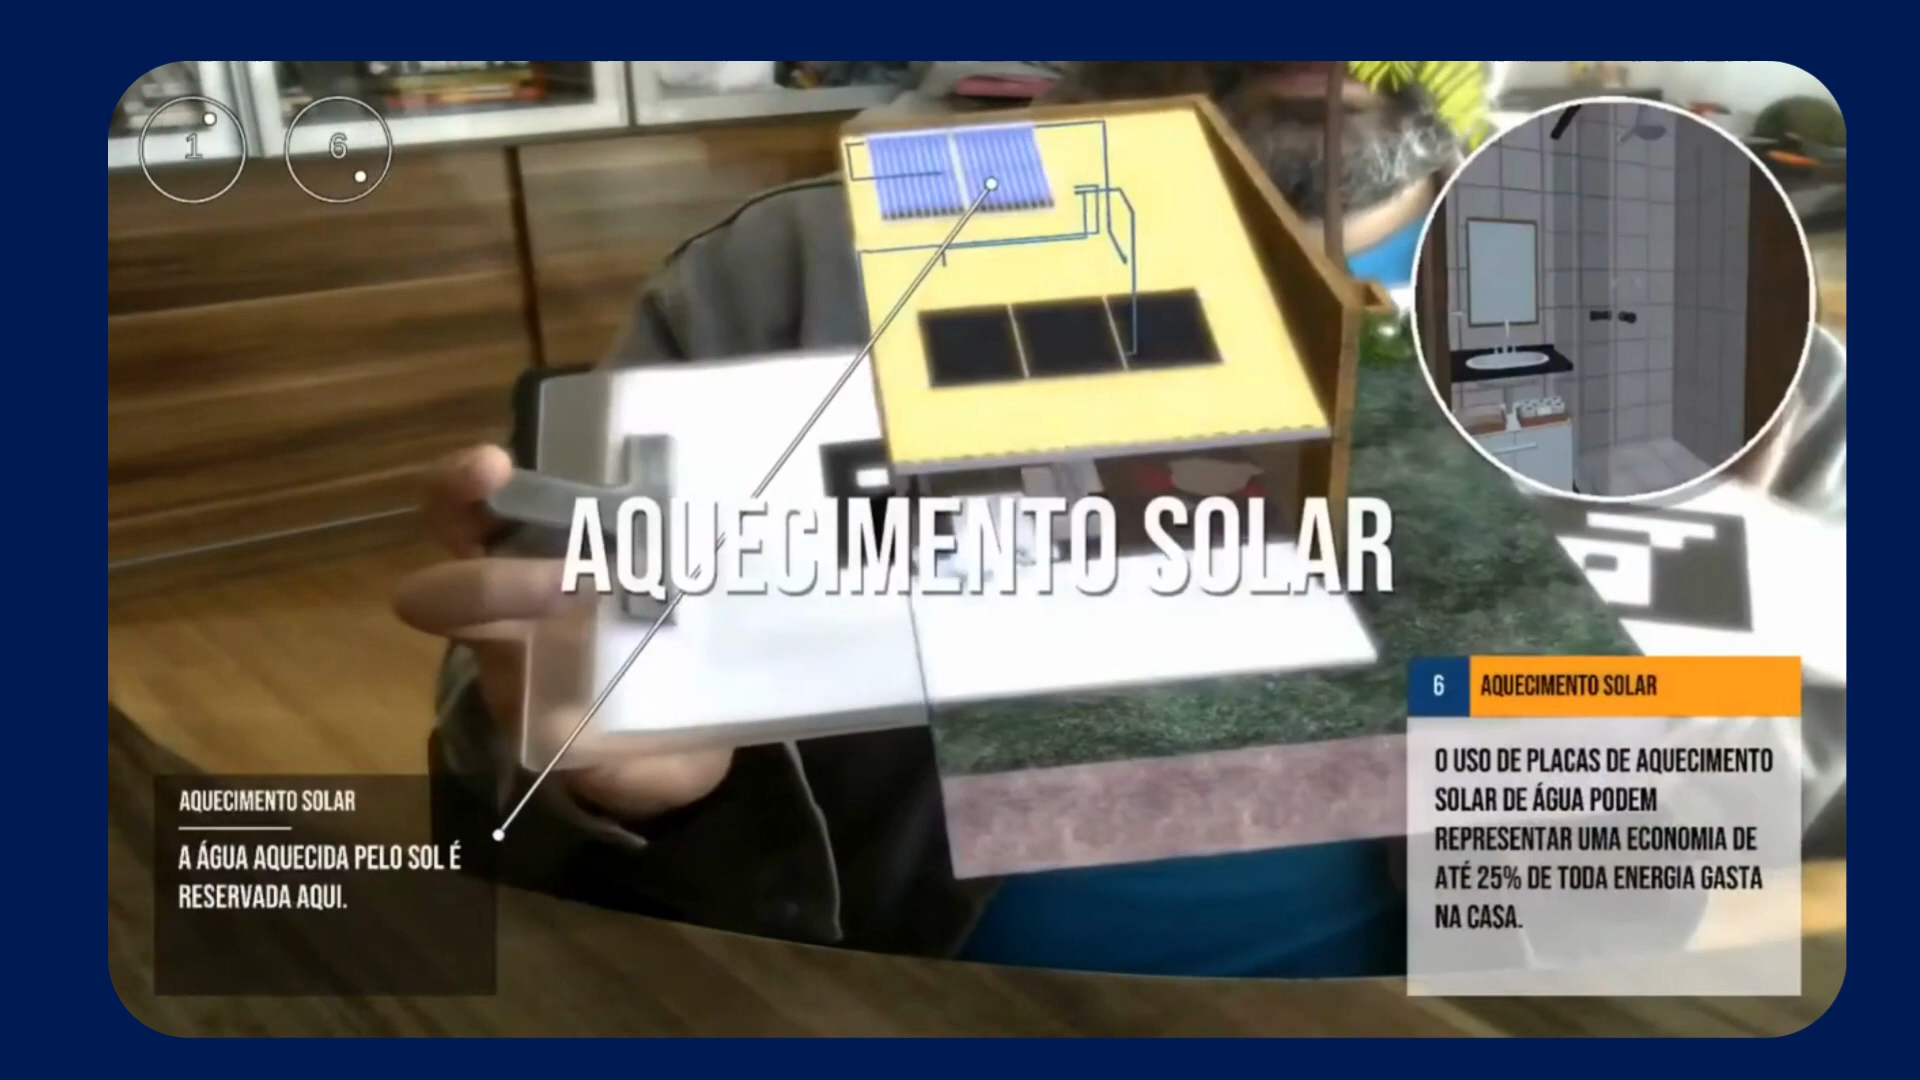 1
6
AQUECIMENTO SOLAR
6 AQUECIMENTO SOLAR
O USO DE PLACAS DE AQUECIMENTO
SOLAR DE ÁGUA PODEM
REPRESENTAR UMA ECONOMIA DE
ATÉ 25% DE TODA ENERGIA GASTA
NA CASA.
AQUECIMENTO SOLAR
A ÁGUA AQUECIDA PELO SOL É
RESERVADA AQUI.